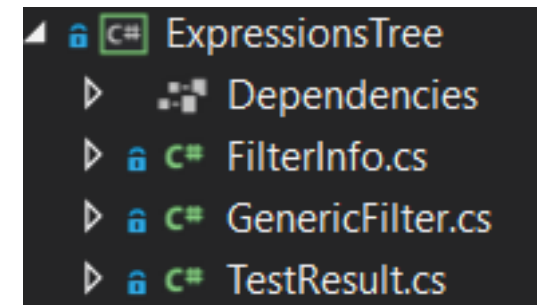 C# ExpressionsTree
Dependencies
C# FilterInfo.cs
C# GenericFilter.cs
C# TestResult.cs